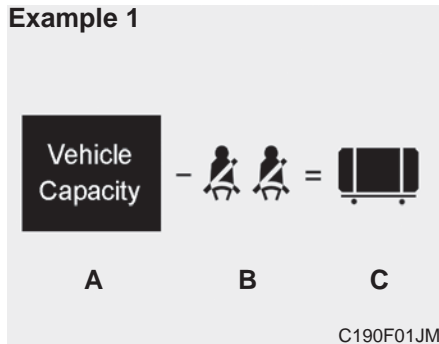 Example 1
Vehicle
Capacity
- =
A B C
C190F01JM